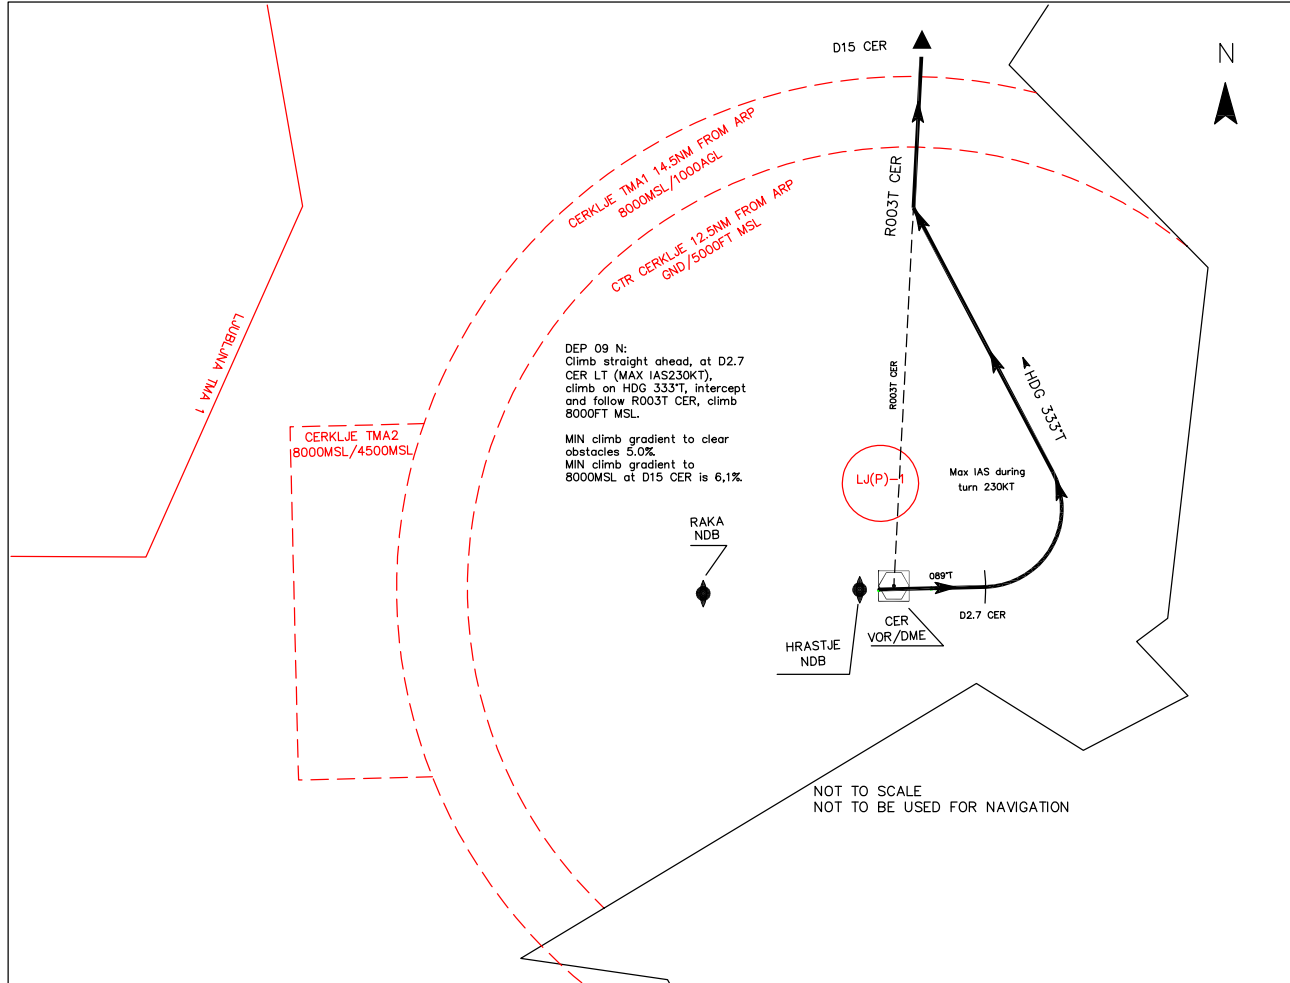 D15 CER
N
CERKLJE TMA1 14.5NM FROM ARP
8000MSL/1000AGL
CTR CERKLJE 12.5NM FROM ARP
GND/5000FT MSL
R003T CER
LJUBLJNA TMA 1
DEP 09 N:
Climb straight ahead, at D2.7
CER LT (MAX IAS230KT),
climb on HDG 333°T, intercept
and follow R003T CER, climb
8000FT MSL.
MIN climb gradient to clear
obstacles 5.0%.
MIN climb gradient to
8000MSL at D15 CER is 6,1%.
R003T CER
HDG 333°T
CERKLJE TMA2
8000MSL/4500MSL
LJ(P)-1
Max IAS during
turn 230KT
RAKA
NDB
089°T
D2.7 CER
CER
VOR/DME
HRASTJE
NDB
NOT TO SCALE
NOT TO BE USED FOR NAVIGATION